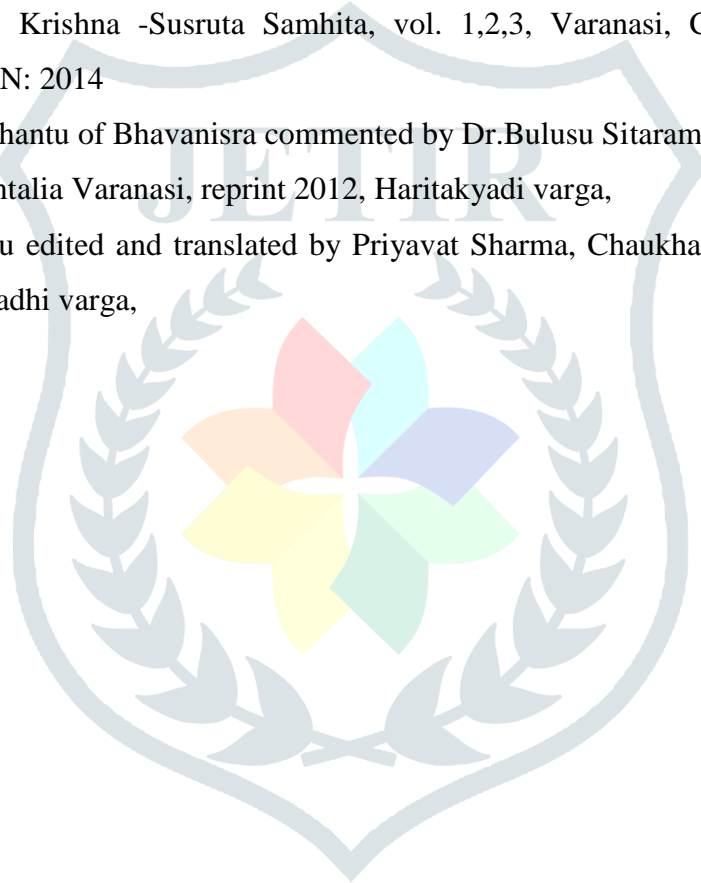 Krishna -Susruta Samhita, vol. 1,2,3, Varanasi, C
N: 2014
hantu of Bhavanisra commented by Dr.Bulusu Sitaram
ntalia Varanasi, reprint 2012, Haritakyadi varga,
u edited and translated by Priyavat Sharma, Chaukha
adhi varga,
JETIR